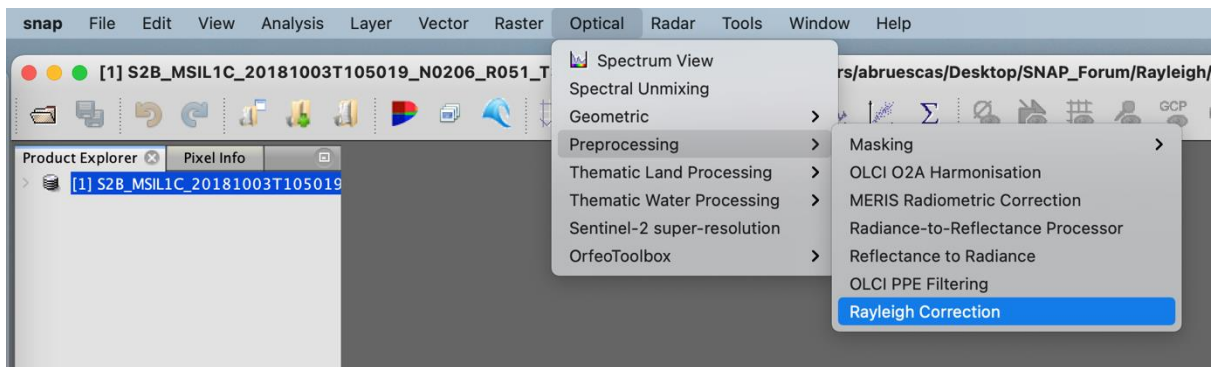 snap File Edit View Analysis Layer Vector Raster Optical Radar Tools Window Help
[1] S2B_MSIL1C_20181003T105019_N0206_R051_T
rs/abruescas/Desktop/SNAP_Forum/Rayleigh/
GCP
Product Explorer Pixel Info
[1] S2B_MSIL1C_20181003T105019
Spectrum View
Spectral Unmixing
Geometric
Preprocessing
Thematic Land Processing
Thematic Water Processing
Sentinel-2 super-resolution
OrfeoToolbox
Masking
OLCI O2A Harmonisation
MERIS Radiometric Correction
Radiance-to-Reflectance Processor
Reflectance to Radiance
OLCI PPE Filtering
Rayleigh Correction